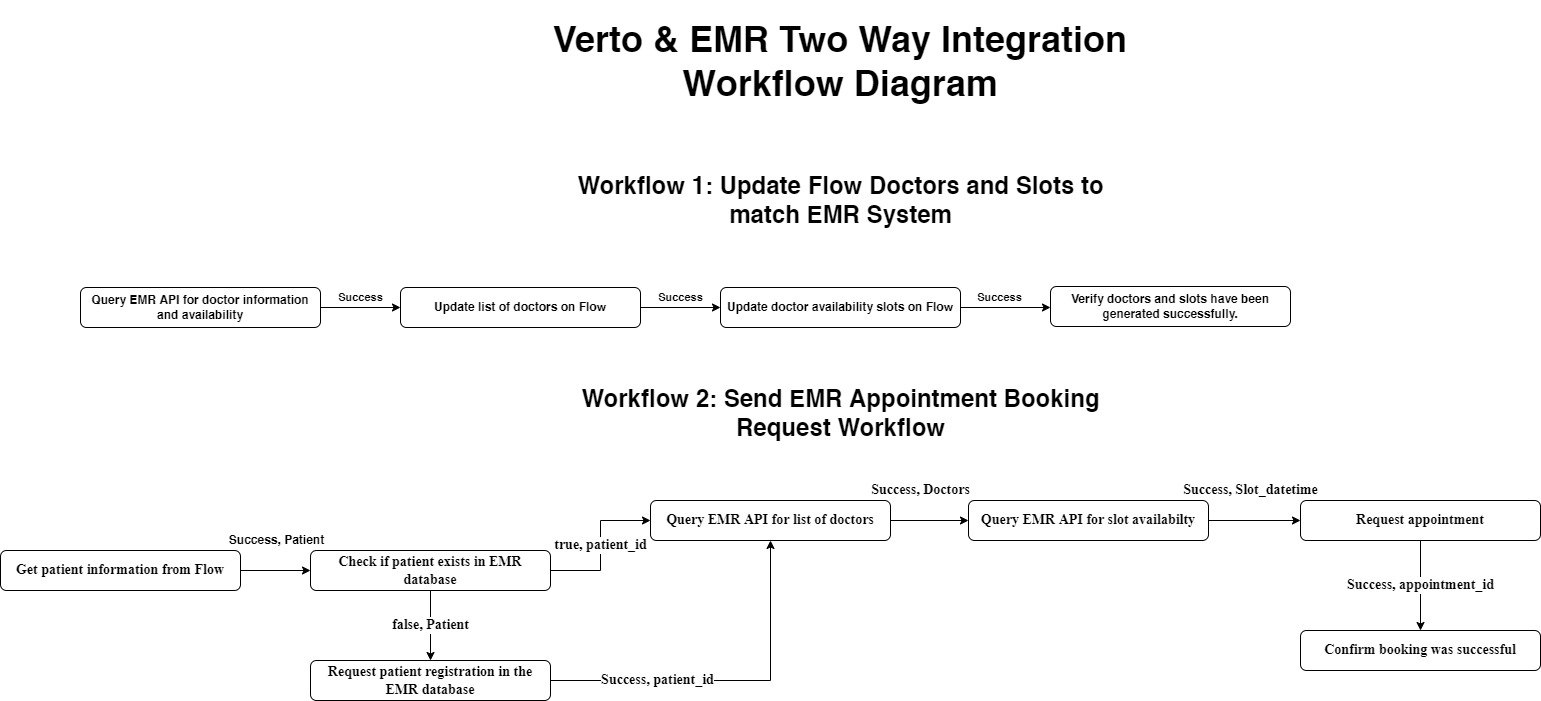 Verto & EMR Two Way Integration
Workflow Diagram
Workflow 1: Update Flow Doctors and Slots to
match EMR System
Query EMR API for doctor information
and availability
Success
Update list of doctors on Flow
Success
Update doctor availability slots on Flow
Success
Verify doctors and slots have been
generated successfully.
Workflow 2: Send EMR Appointment Booking
Request Workflow
Get patient information from Flow
Success, Patient
Check if patient exists in EMR
database
true, patient_id
false, Patient
Request patient registration in the
EMR database
Success, patient_id
Query EMR API for list of doctors
Success, Doctors
Query EMR API for slot availabilty
Success, Slot_datetime
Request appointment
Success, appointment_id
Confirm booking was successful